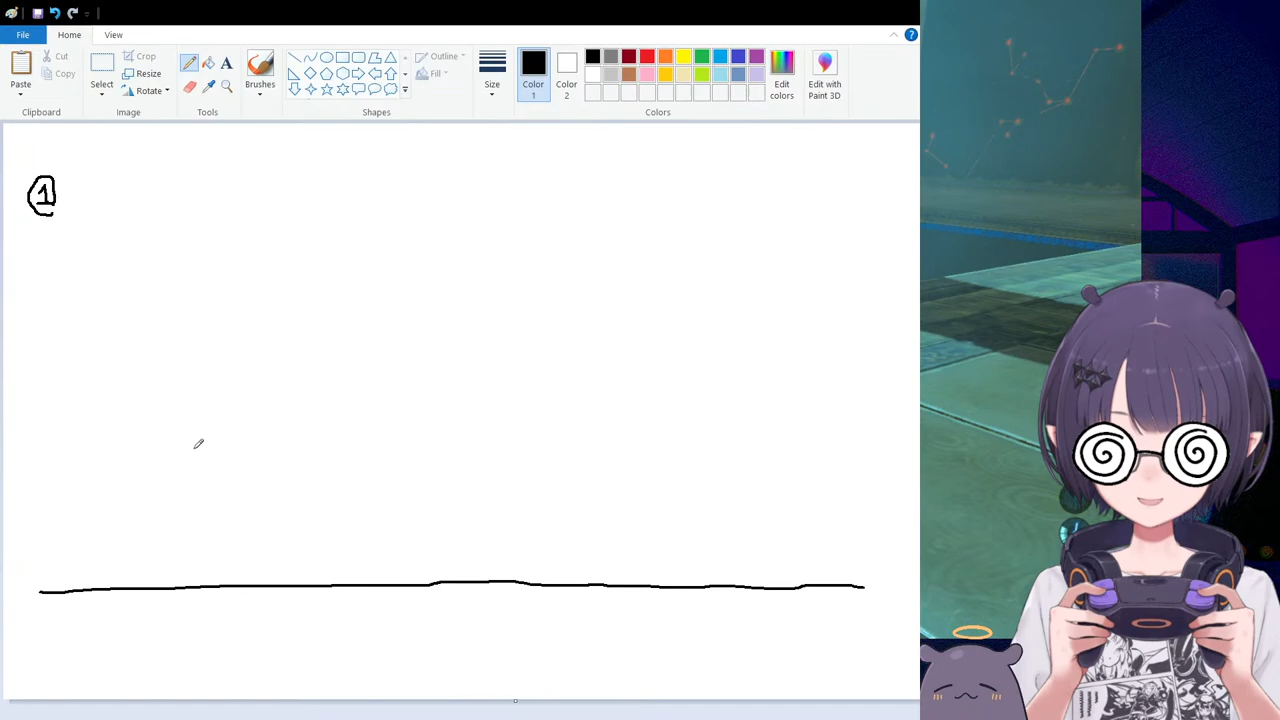 File Home View
Cut
Crop
Copy
Resize
Paste
Select
Rotate
A
Brushes
Outline
Fill
Size
Color 1
Color 2
Edit colors
Edit with Paint 3D
Clipboard Image Tools Shapes Colors
1